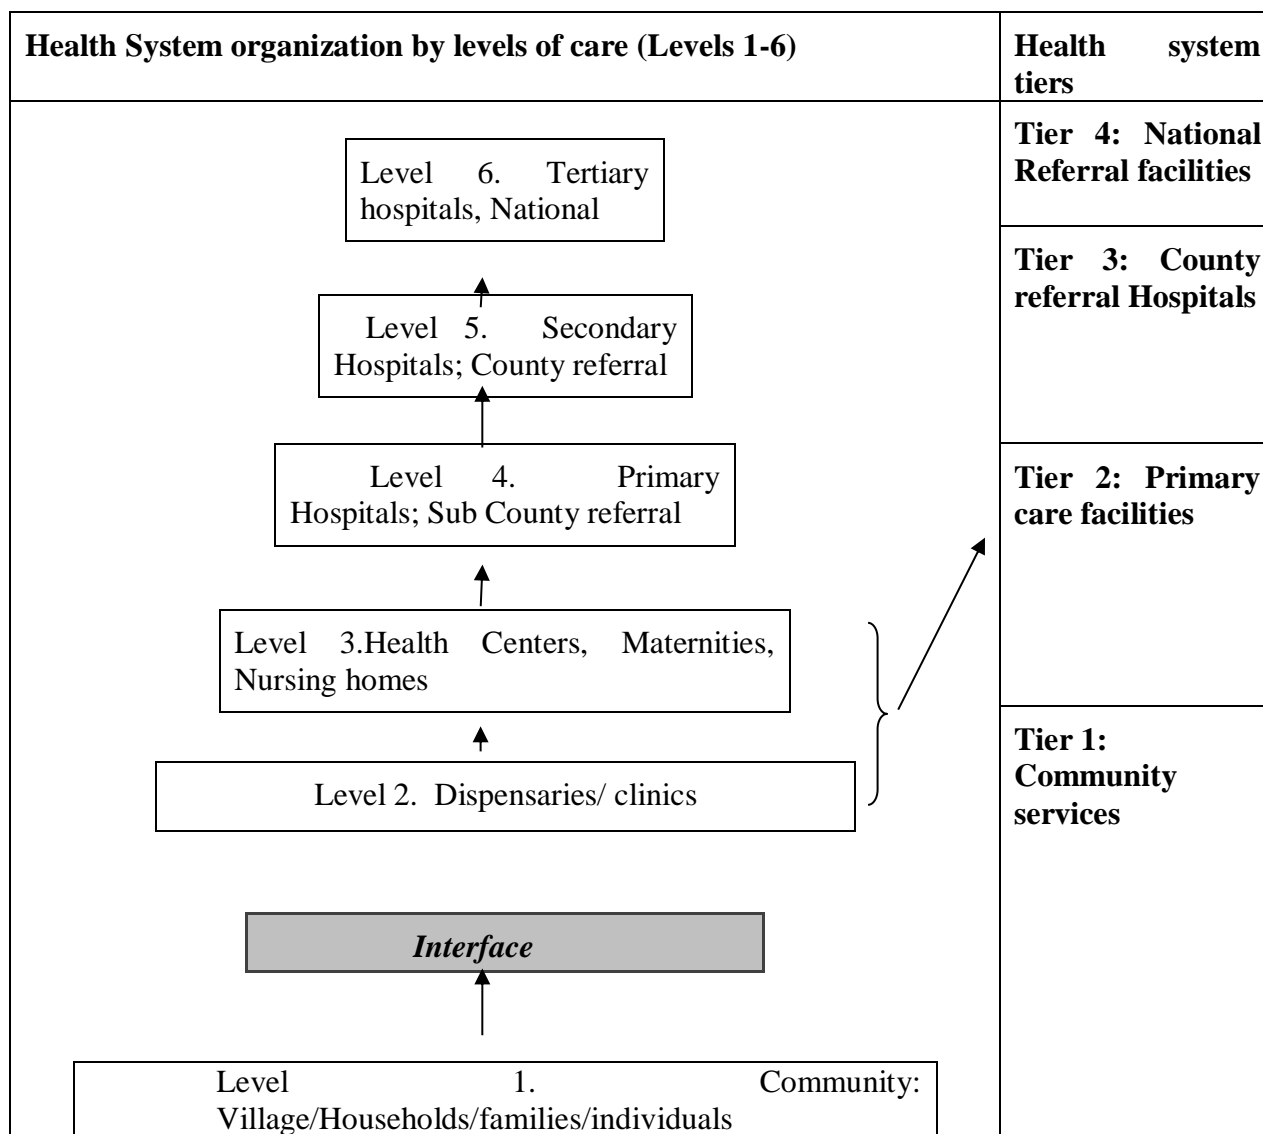 Health System organization by levels of care (Levels 1-6)
Health system
tiers
Level 6. Tertiary
hospitals, National
Level 5. Secondary
Hospitals; County referral
Level 4. Primary
Hospitals; Sub County referral
Level 3.Health Centers, Maternities,
Nursing homes
Level 2. Dispensaries/ clinics
Interface
Level 1. Community:
Village/Households/families/individuals
Tier 4: National
Referral facilities
Tier 3: County
referral Hospitals
Tier 2: Primary
care facilities
Tier 1:
Community
services